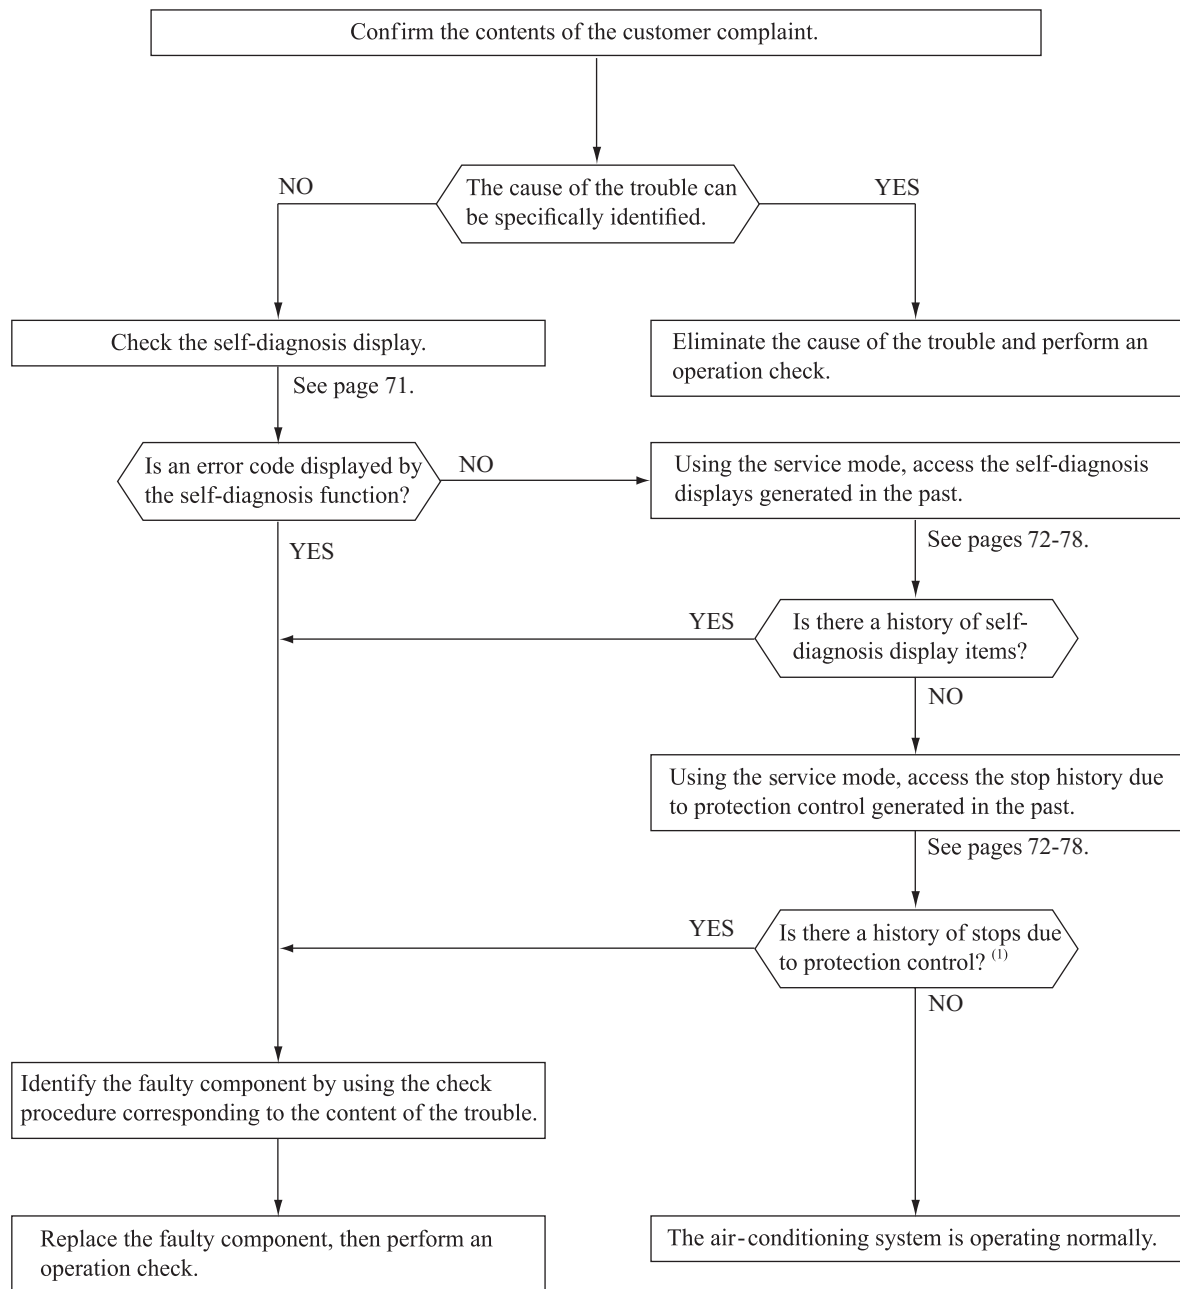 Confirm the contents of the customer complaint.
NO
The cause of the trouble can
be specifically identified.
YES
Check the self-diagnosis display.
Eliminate the cause of the trouble and perform an
operation check.
See page 71.
Is an error code displayed by
the self-diagnosis function?
NO
Using the service mode, access the self-diagnosis
displays generated in the past.
YES
See pages 72-78.
YES
Is there a history of self-
diagnosis display items?
NO
Using the service mode, access the stop history due
to protection control generated in the past.
See pages 72-78.
YES
Is there a history of stops due
to protection control? (1)
NO
Identify the faulty component by using the check
procedure corresponding to the content of the trouble.
Replace the faulty component, then perform an
operation check.
The air-conditioning system is operating normally.